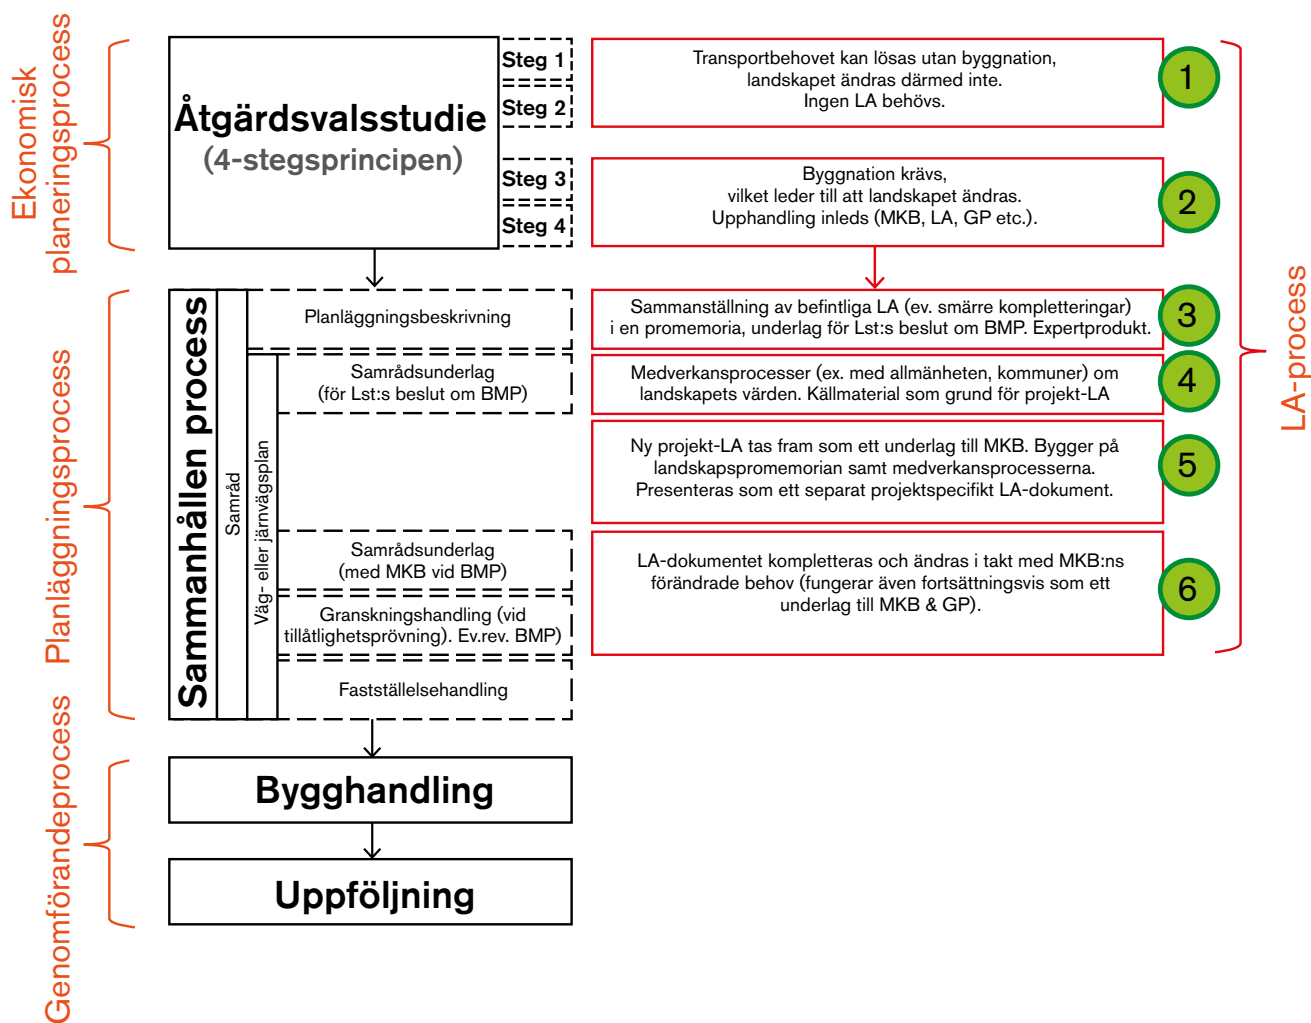 Ekonomisk
planeringsprocess
Åtgärdsvalsstudie
(4-stegsprincipen)
Steg 1
Steg 2
Steg 3
Steg 4
Transportbehovet kan lösas utan byggnation,
landskapet ändras därmed inte.
Ingen LA behövs.
1
Byggnation krävs,
vilket leder till att landskapet ändras.
Upphandling inleds (MKB, LA, GP etc.).
2
Planläggningsprocess
Sammanhållen process
Samråd
Väg- eller järnvägsplan
Planläggningsbeskrivning
Sammanställning av befintliga LA (ev. smärre kompletteringar)
i en promemoria, underlag för Lst:s beslut om BMP. Expertprodukt.
3
Samrådsunderlag
(för Lst:s beslut om BMP)
Medverkansprocesser (ex. med allmänheten, kommuner) om
landskapets värden. Källmaterial som grund för projekt-LA
4
Ny projekt-LA tas fram som ett underlag till MKB. Bygger på
landskapspromemorian samt medverkansprocesserna.
Presenteras som ett separat projektspecifikt LA-dokument.
5
Samrådsunderlag
(med MKB vid BMP)
Granskningshandling (vid
tillåtlighetsprövning). Ev.rev. BMP)
Fastställelsehandling
LA-dokumentet kompletteras och ändras i takt med MKB:ns
förändrade behov (fungerar även fortsättningsvis som ett
underlag till MKB & GP).
6
LA-process
Genomförandeprocess
Bygghandling
Uppföljning